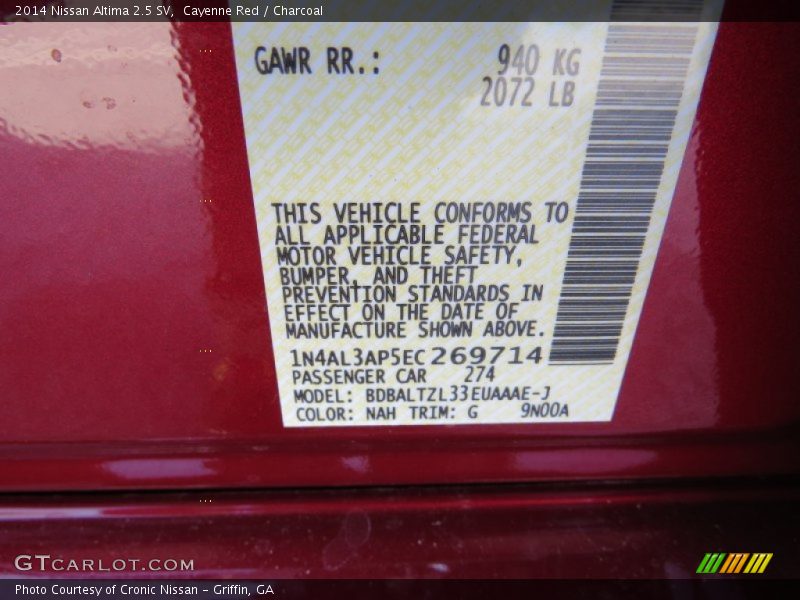 2014 Nissan Altima 2.5 SV, Cayenne Red / Charcoal
GAWR RR.: 940 KG
2072 LB
THIS VEHICLE CONFORMS TO
ALL APPLICABLE FEDERAL
MOTOR VEHICLE SAFETY,
BUMPER, AND THEFT
PREVENTION STANDARDS IN
EFFECT ON THE DATE OF
MANUFACTURE SHOWN ABOVE.
1N4AL3AP5EC269714
PASSENGER CAR 274
MODEL: BDBALTZL33EUAAAE-J
COLOR: NAH TRIM: G 9N00A
GTCARLOT.COM
Photo Courtesy of Cronic Nissan - Griffin, GA